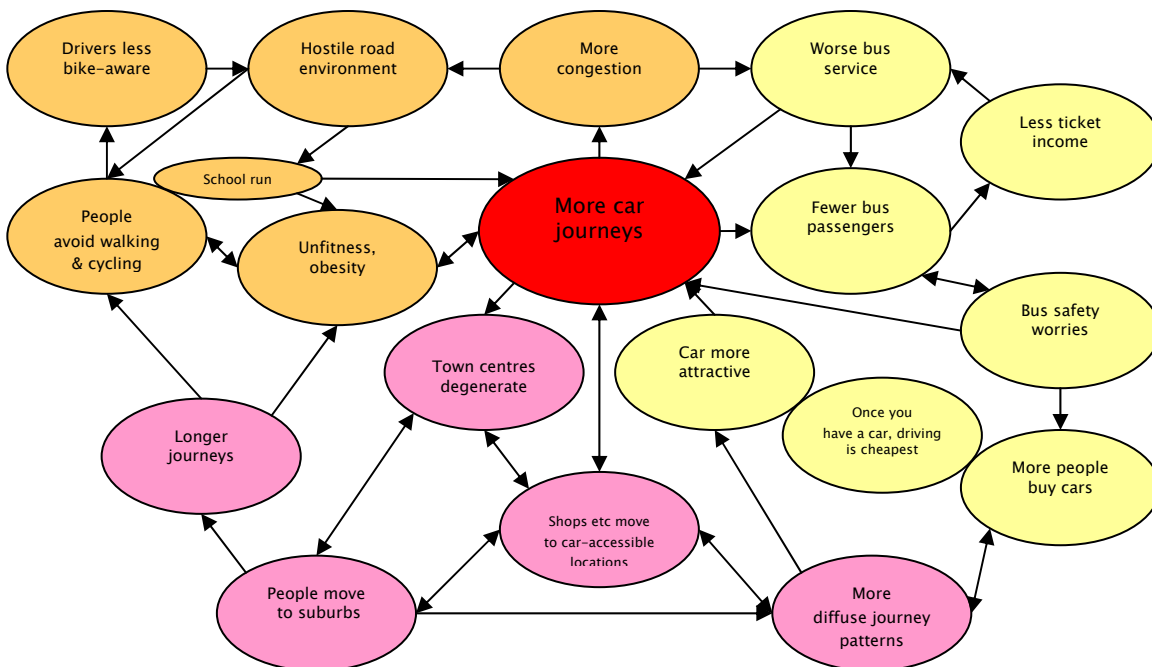 Drivers less
bike-aware
Hostile road
environment
More
congestion
Worse bus
service
Less ticket
income
School run
People
avoid walking
& cycling
Unfitness,
obesity
More car
journeys
Fewer bus
passengers
Bus safety
worries
Town centres
degenerate
Car more
attractive
Once you
have a car, driving
is cheapest
Longer
journeys
More people
buy cars
Shops etc move
to car-accessible
locations
People move
to suburbs
More
diffuse journey
patterns